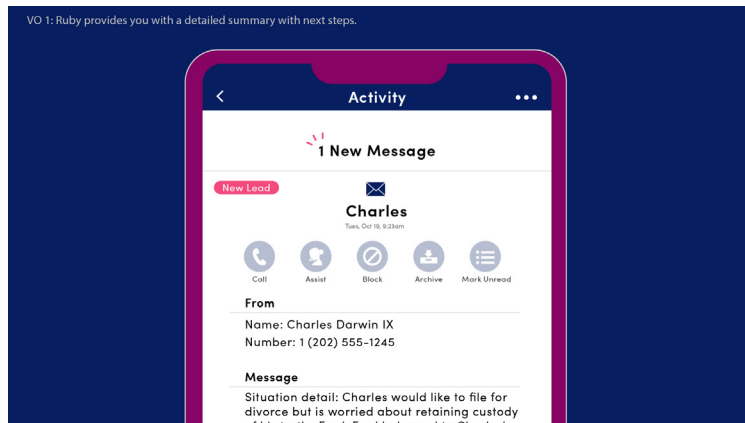 VO 1: Ruby provides you with a detailed summary with next steps.
Activity
1 New Message
New Lead
Charles
Tues, Oct 19, 9:23am
Call Assist Block Archive Mark Unread
From
Name: Charles Darwin IX
Number: 1 (202) 555-1245
Message
Situation detail: Charles would like to file for
divorce but is worried about retaining custody